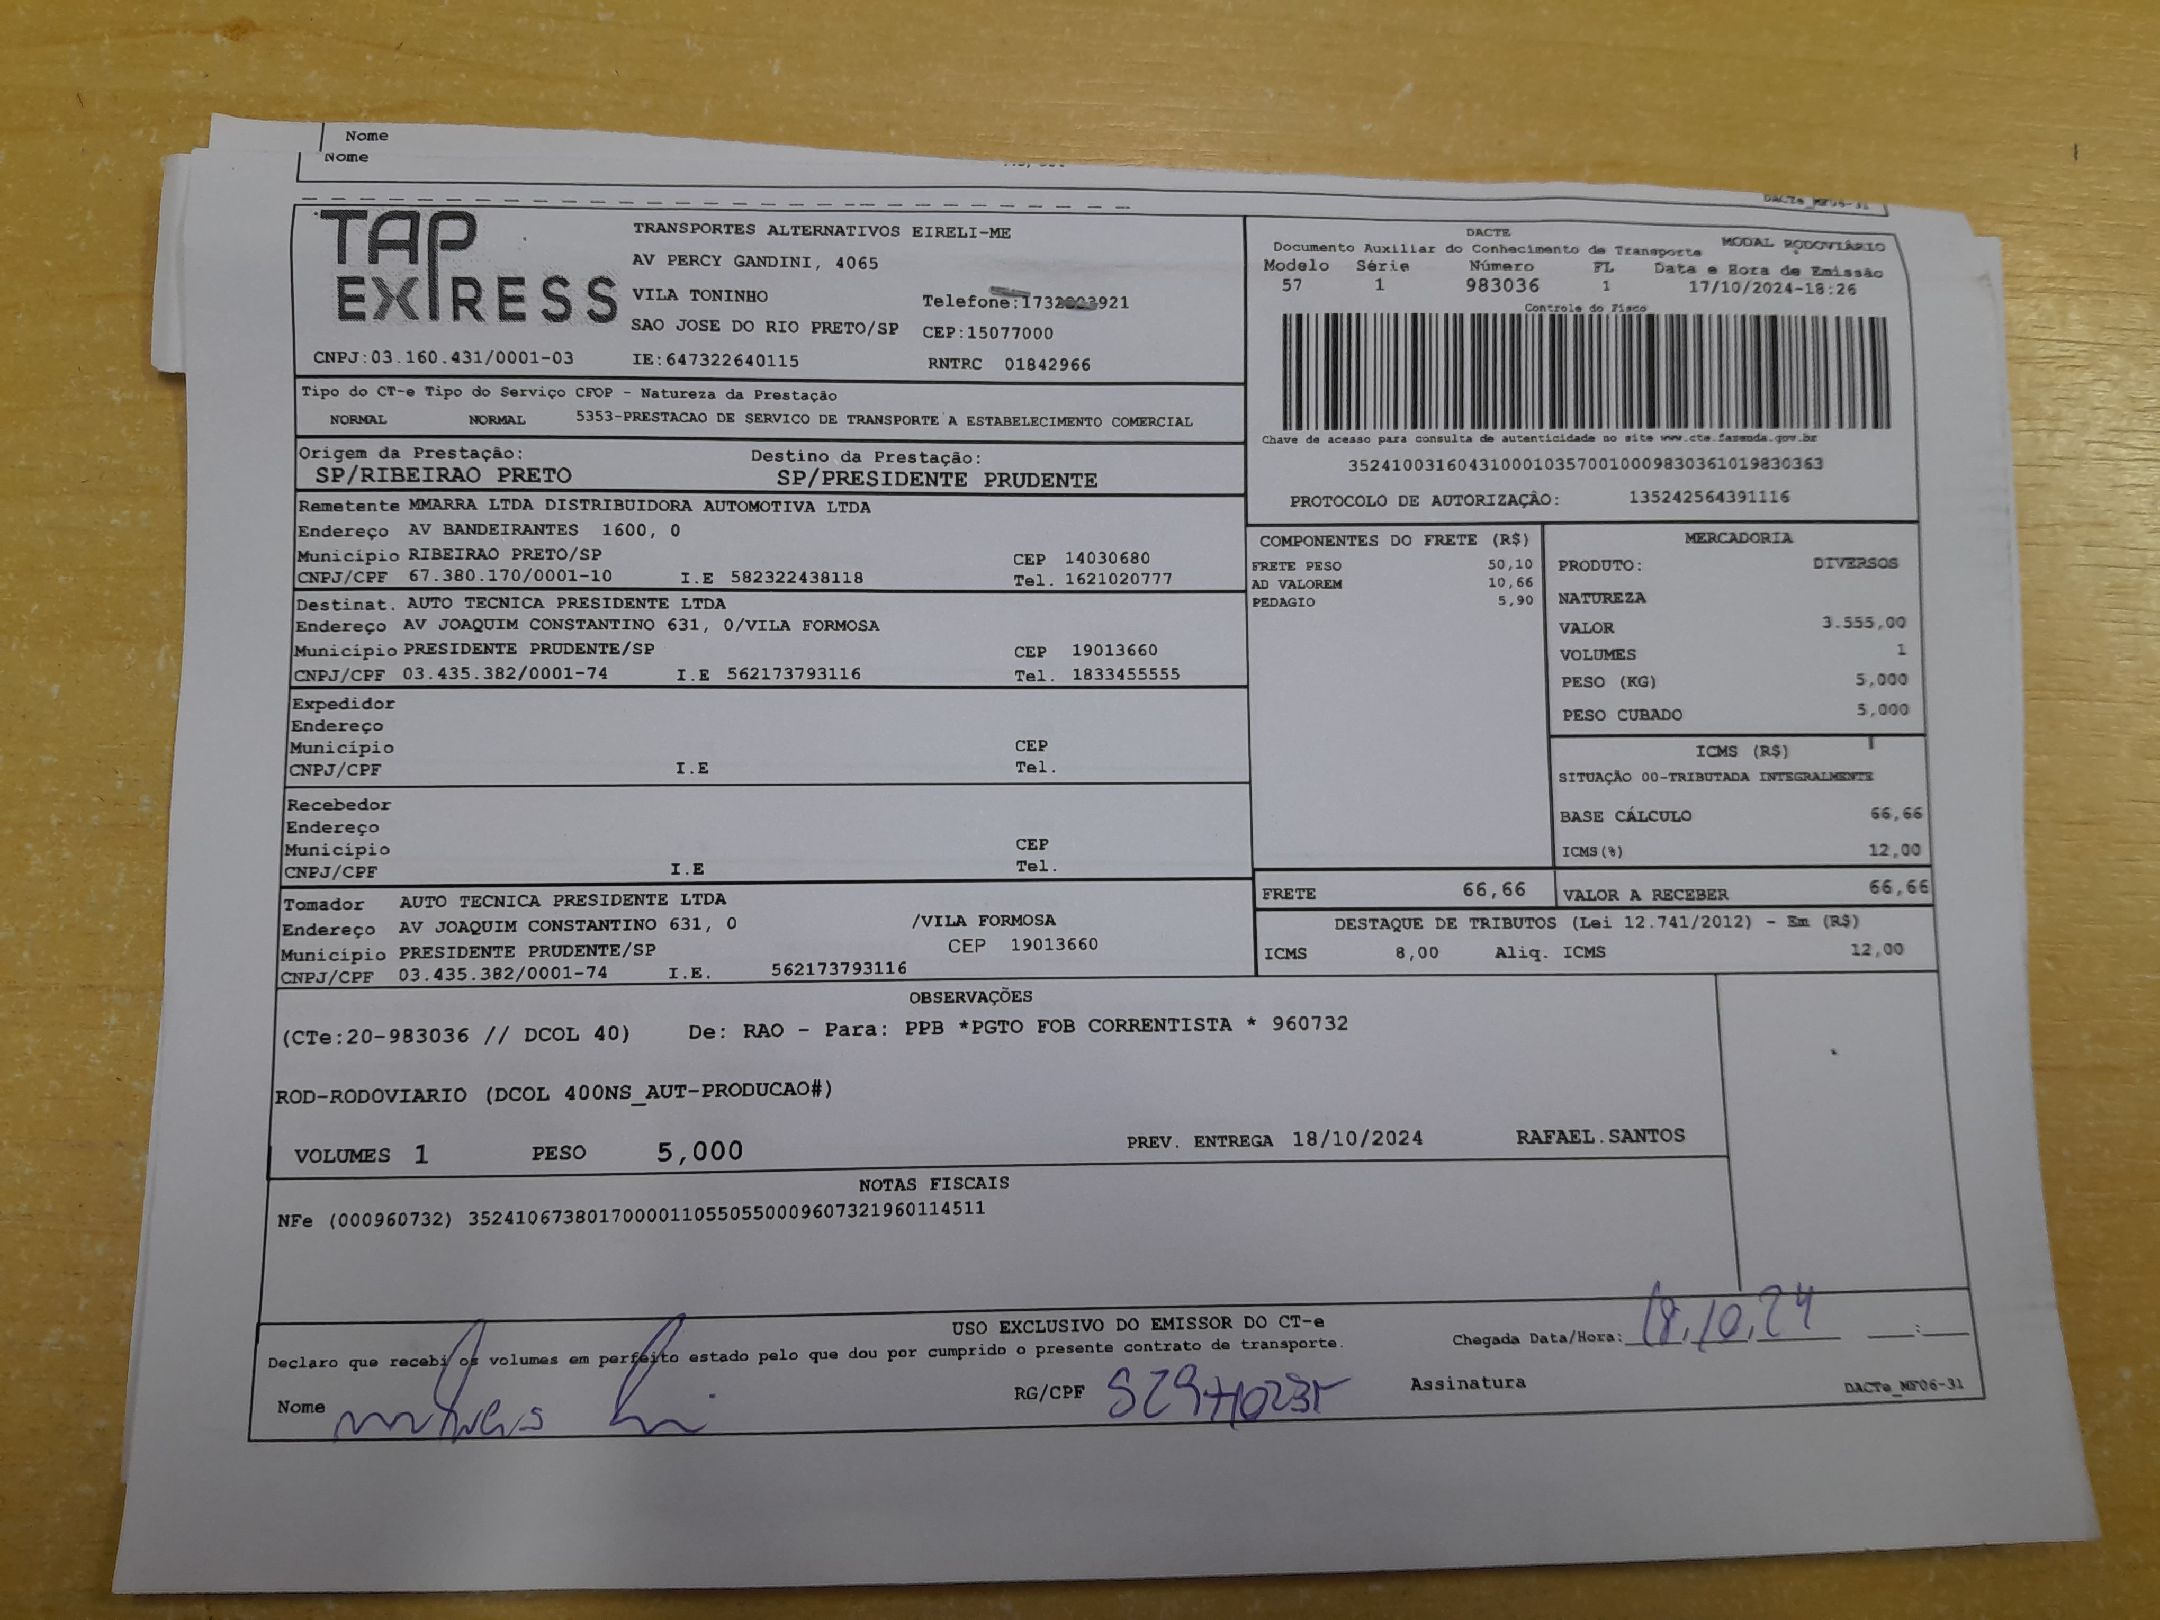 Nome
Nome
DACTe_MF06-31
TAP EXPRESS
TRANSPORTES ALTERNATIVOS EIRELI-ME
AV PERCY GANDINI, 4065
VILA TONINHO
Telefone:
SAO JOSE DO RIO PRETO/SP CEP:15077000
CNPJ:03.160.431/0001-03 IE:647322640115 RNTRC 01842966
DACTE
Documento Auxiliar do Conhecimento de Transporte MODAL RODOVIÁRIO
Modelo Série Número FL Data e Hora de Emissão
57 1 983036 1 17/10/2024-18:26
Controle do Fisco
Chave de acesso para consulta de autenticidade no site www.cte.fazenda.gov.br
35241003160431000103570010009830361019830363
PROTOCOLO DE AUTORIZAÇÃO: 135242564391116
Tipo do CT-e Tipo do Serviço CFOP - Natureza da Prestação
NORMAL NORMAL 5353-PRESTACAO DE SERVICO DE TRANSPORTE A ESTABELECIMENTO COMERCIAL
Origem da Prestação: Destino da Prestação:
SP/RIBEIRAO PRETO SP/PRESIDENTE PRUDENTE
Remetente MMARRA LTDA DISTRIBUIDORA AUTOMOTIVA LTDA
Endereço AV BANDEIRANTES 1600, 0
Município RIBEIRAO PRETO/SP CEP 14030680
CNPJ/CPF 67.380.170/0001-10 I.E 582322438118 Tel. 1621020777
Destinat. AUTO TECNICA PRESIDENTE LTDA
Endereço AV JOAQUIM CONSTANTINO 631, 0/VILA FORMOSA
Município PRESIDENTE PRUDENTE/SP CEP 19013660
CNPJ/CPF 03.435.382/0001-74 I.E 562173793116 Tel. 1833455555
Expedidor
Endereço
Município CEP
CNPJ/CPF I.E Tel.
Recebedor
Endereço
Município CEP
CNPJ/CPF I.E Tel.
Tomador AUTO TECNICA PRESIDENTE LTDA
Endereço AV JOAQUIM CONSTANTINO 631, 0 /VILA FORMOSA
Município PRESIDENTE PRUDENTE/SP CEP 19013660
CNPJ/CPF 03.435.382/0001-74 I.E. 562173793116
COMPONENTES DO FRETE (R$)
FRETE PESO 50,10
AD VALOREM 10,66
PEDAGIO 5,90
MERCADORIA
PRODUTO: DIVERSOS
NATUREZA
VALOR 3.555,00
VOLUMES 1
PESO (KG) 5,000
PESO CUBADO 5,000
ICMS (R$)
SITUAÇÃO 00-TRIBUTADA INTEGRALMENTE
BASE CÁLCULO 66,66
ICMS(%) 12,00
FRETE 66,66 VALOR A RECEBER 66,66
DESTAQUE DE TRIBUTOS (Lei 12.741/2012) - Em (R$)
ICMS 8,00 Aliq. ICMS 12,00
OBSERVAÇÕES
(CTe:20-983036 // DCOL 40) De: RAO - Para: PPB *PGTO FOB CORRENTISTA * 960732
ROD-RODOVIARIO (DCOL 400NS_AUT-PRODUCAO#)
VOLUMES 1 PESO 5,000 PREV. ENTREGA 18/10/2024 RAFAEL.SANTOS
NOTAS FISCAIS
NFe (000960732) 35241067380170000110550550009607321960114511
USO EXCLUSIVO DO EMISSOR DO CT-e
Declaro que recebi os volumes em perfeito estado pelo que dou por cumprido o presente contrato de transporte.
Chegada Data/Hora: 18.10.24 :
Nome RG/CPF Assinatura
DACTe_MF06-31